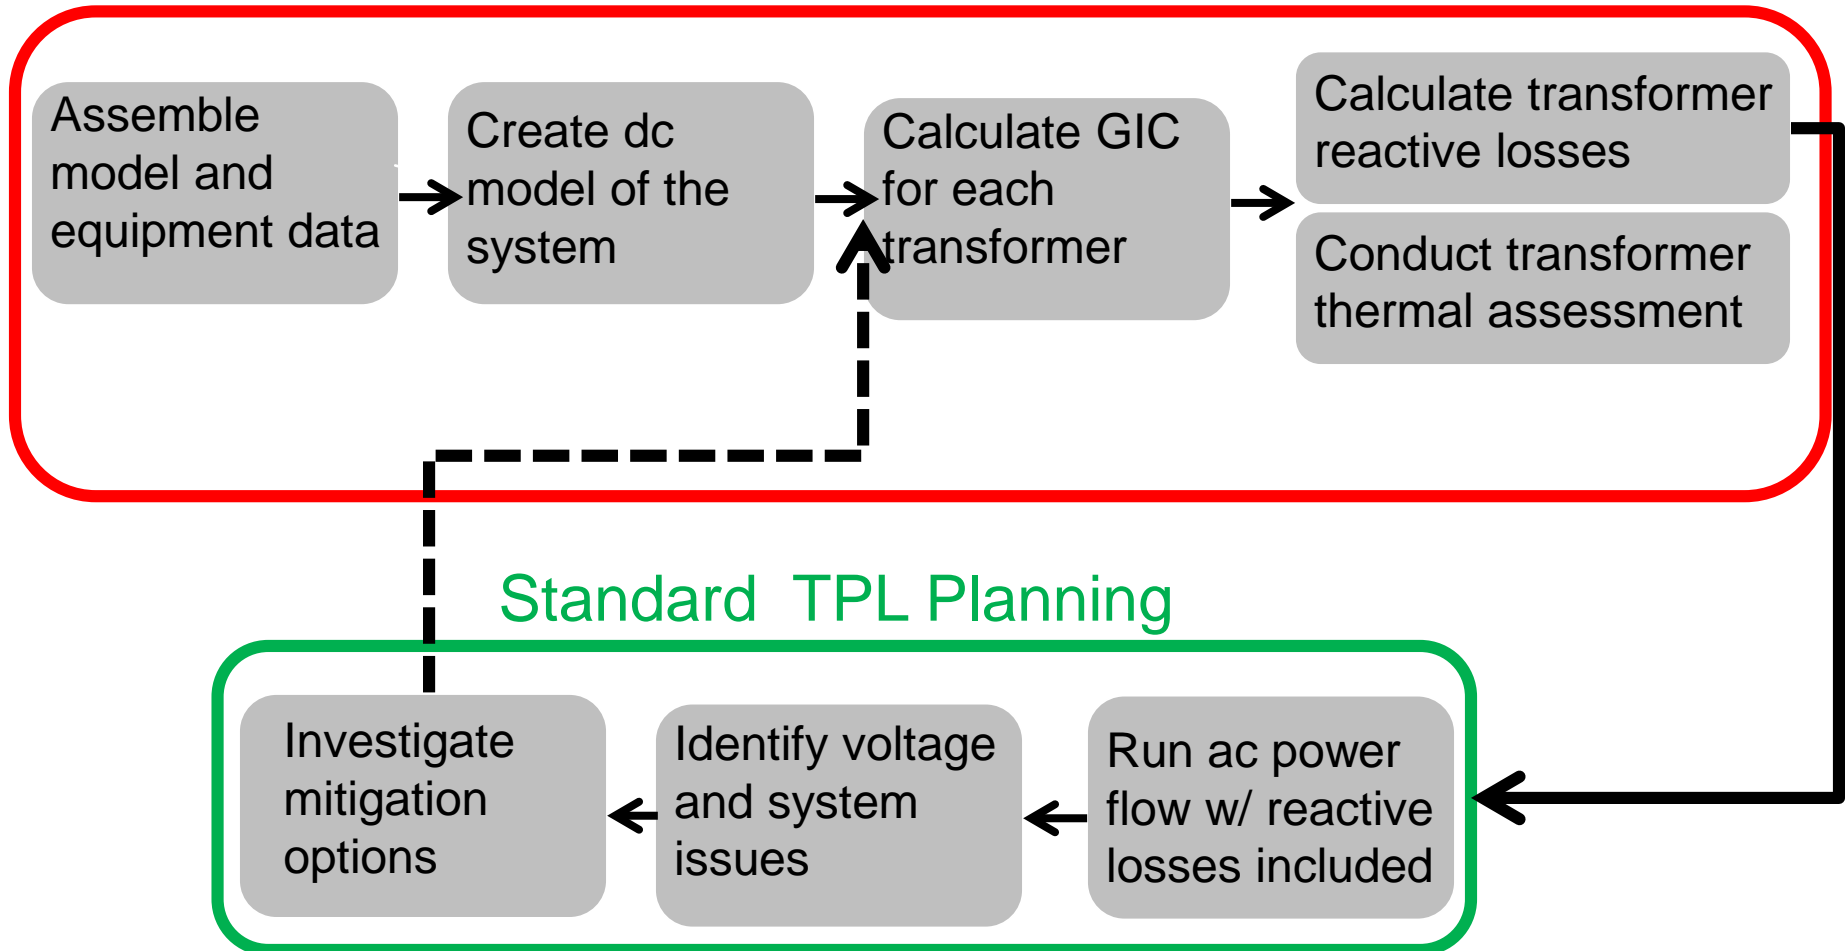 Assemble
model and
equipment data
Create dc
model of the
system
Calculate GIC
for each
transformer
Calculate transformer
reactive losses
Conduct transformer
thermal assessment
Standard TPL Planning
Investigate
mitigation
options
Identify voltage
and system
issues
Run ac power
flow w/ reactive
losses included